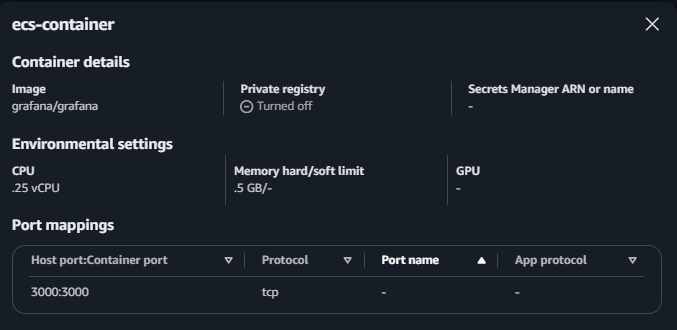 ecs-container
Container details
Image Private registry Secrets Manager ARN or name
grafana/grafana Turned off -
Environmental settings
CPU Memory hard/soft limit GPU
.25 vCPU .5 GB/- -
Port mappings
Host port:Container port Protocol Port name App protocol
3000:3000 tcp - -